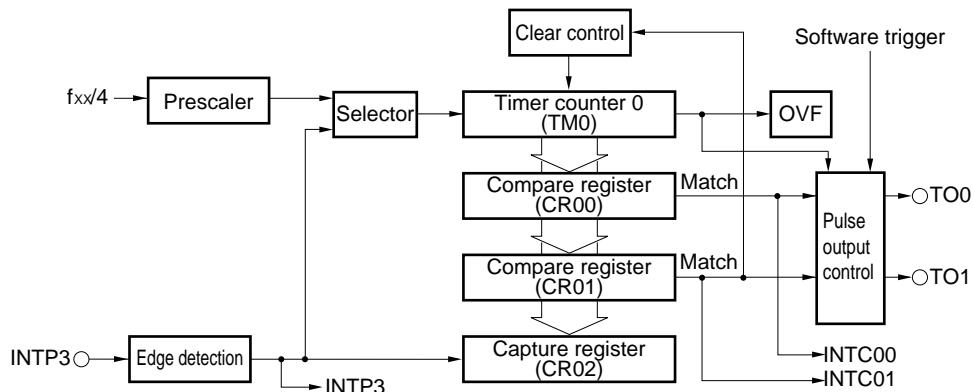 Clear control
Software trigger
fxx/4
Prescaler
Selector
Timer counter 0
(TM0)
OVF
Compare register
(CR00)
Match
Pulse
output
control
TO0
Compare register
(CR01)
Match
TO1
INTP3
Edge detection
Capture register
(CR02)
INTC00
INTP3
INTC01